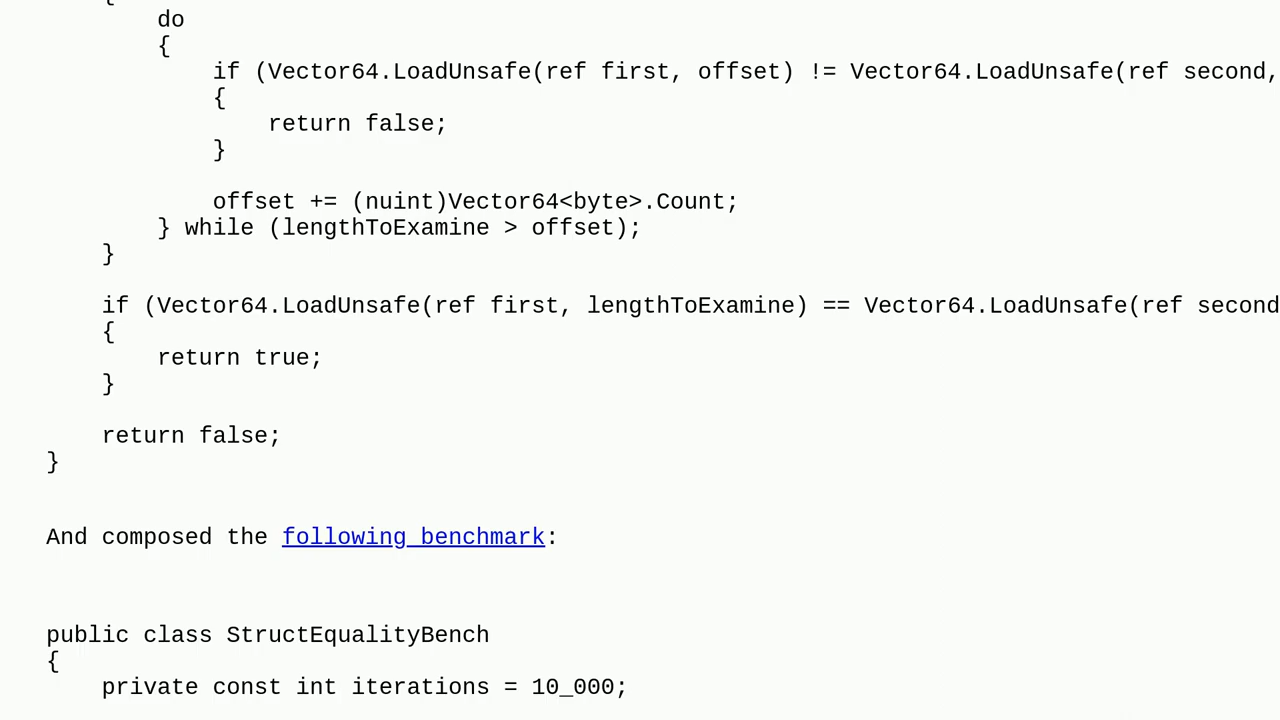 {
do
{
if (Vector64.LoadUnsafe(ref first, offset) != Vector64.LoadUnsafe(ref second,
{
return false;
}
offset += (nuint)Vector64<byte>.Count;
} while (lengthToExamine > offset);
}
if (Vector64.LoadUnsafe(ref first, lengthToExamine) == Vector64.LoadUnsafe(ref second
{
return true;
}
return false;
}
And composed the following benchmark:
public class StructEqualityBench
{
private const int iterations = 10_000;